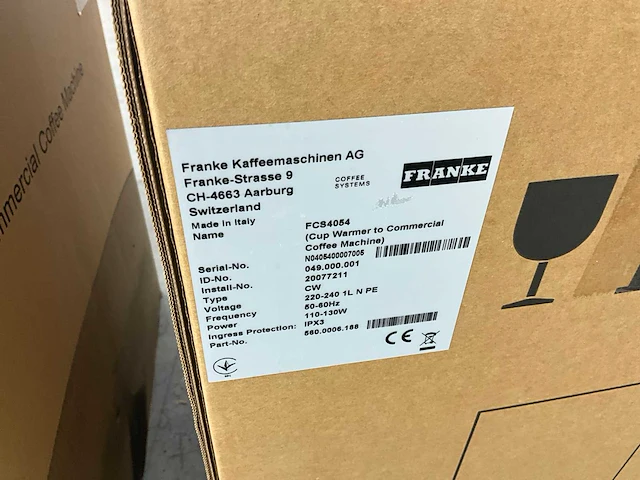 Commercial Coffee Machine
Franke Kaffeemaschinen AG
Franke-Strasse 9
CH-4663 Aarburg
Switzerland
COFFEE
SYSTEMS
FRANKE
Made in Italy
Name FCS4054
(Cup Warmer to Commercial
Coffee Machine)
Serial-No. N0405400007005
ID-No. 049.000.001
Install-No. 20077211
Type CW
Voltage 220-240 1L N PE
Frequency 50-60Hz
Power 110-130W
Ingress Protection: IPX3
Part-No. 560.0006.188
CE